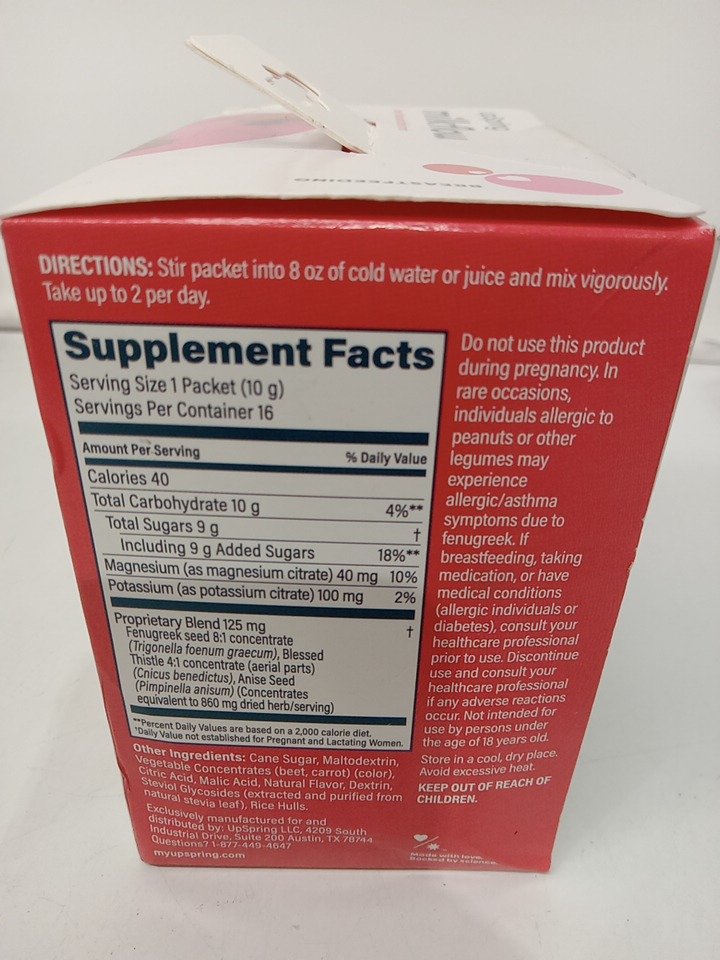 BREASTFEEDING
DIRECTIONS: Stir packet into 8 oz of cold water or juice and mix vigorously.
Take up to 2 per day.
Supplement Facts
Serving Size 1 Packet (10 g)
Servings Per Container 16
Amount Per Serving % Daily Value
Calories 40
Total Carbohydrate 10 g 4%**
Total Sugars 9 g †
Including 9 g Added Sugars 18%**
Magnesium (as magnesium citrate) 40 mg 10%
Potassium (as potassium citrate) 100 mg 2%
Proprietary Blend 125 mg †
Fenugreek seed 8:1 concentrate
(Trigonella foenum graecum), Blessed
Thistle 4:1 concentrate (aerial parts)
(Cnicus benedictus), Anise Seed
(Pimpinella anisum) (Concentrates
equivalent to 860 mg dried herb/serving)
**Percent Daily Values are based on a 2,000 calorie diet.
†Daily Value not established for Pregnant and Lactating Women.
Other Ingredients: Cane Sugar, Maltodextrin,
Vegetable Concentrates (beet, carrot) (color),
Citric Acid, Malic Acid, Natural Flavor, Dextrin,
Steviol Glycosides (extracted and purified from
natural stevia leaf), Rice Hulls.
Exclusively manufactured for and
distributed by: UpSpring LLC, 4209 South
Industrial Drive, Suite 200 Austin, TX 78744
Questions? 1-877-449-4647
myupspring.com
Do not use this product
during pregnancy. In
rare occasions,
individuals allergic to
peanuts or other
legumes may
experience
allergic/asthma
symptoms due to
fenugreek. If
breastfeeding, taking
medication, or have
medical conditions
(allergic individuals or
diabetes), consult your
healthcare professional
prior to use. Discontinue
use and consult your
healthcare professional
if any adverse reactions
occur. Not intended for
use by persons under
the age of 18 years old.
Store in a cool, dry place.
Avoid excessive heat.
KEEP OUT OF REACH OF
CHILDREN.
Made with love.
Backed by science.